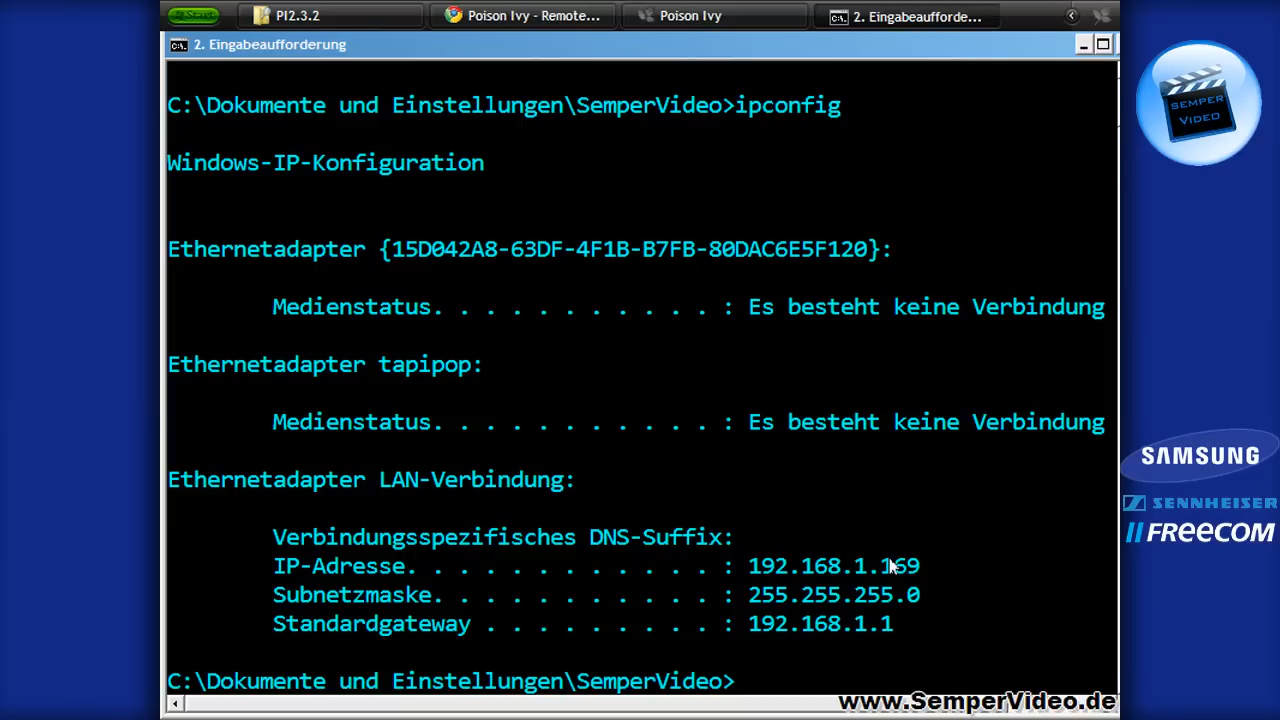 Start
PI2.3.2
Poison Ivy - Remote...
Poison Ivy
2. Eingabeaufforde...
2. Eingabeaufforderung
C:\Dokumente und Einstellungen\SemperVideo>ipconfig
Windows-IP-Konfiguration
Ethernetadapter {15D042A8-63DF-4F1B-B7FB-80DAC6E5F120}:
Medienstatus. . . . . . . . . . . : Es besteht keine Verbindung
Ethernetadapter tapipop:
Medienstatus. . . . . . . . . . . : Es besteht keine Verbindung
Ethernetadapter LAN-Verbindung:
Verbindungsspezifisches DNS-Suffix:
IP-Adresse. . . . . . . . . . . . : 192.168.1.169
Subnetzmaske. . . . . . . . . . . : 255.255.255.0
Standardgateway . . . . . . . . . : 192.168.1.1
C:\Dokumente und Einstellungen\SemperVideo>
www.SemperVideo.de
SEMPER
VIDEO
SAMSUNG
SENNHEISER
FREECOM